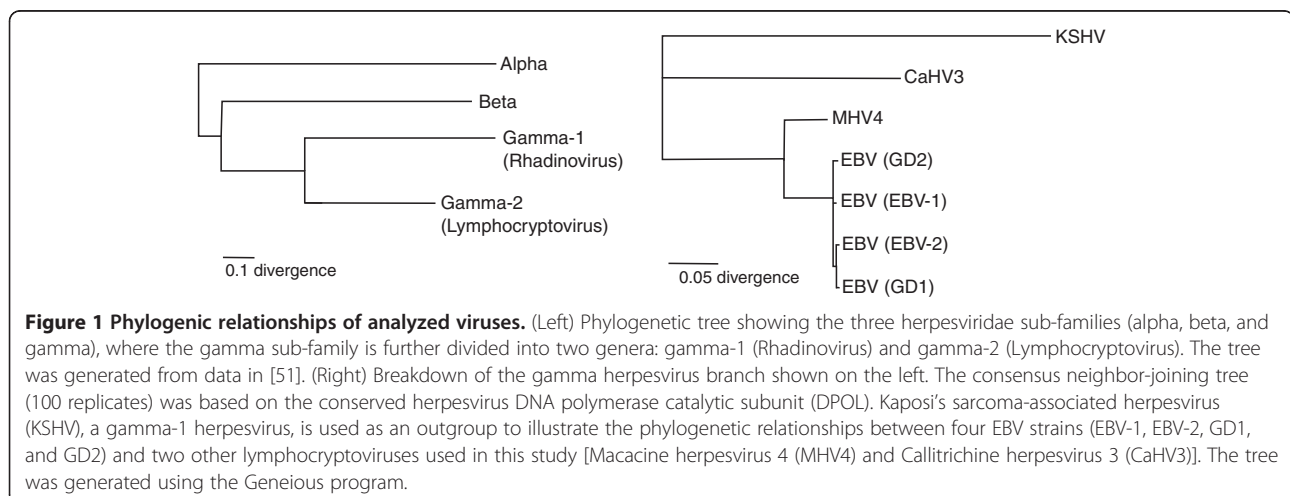 Alpha
Beta
Gamma-1
(Rhadinovirus)
Gamma-2
(Lymphocryptovirus)
0.1 divergence
KSHV
CaHV3
MHV4
EBV (GD2)
EBV (EBV-1)
EBV (EBV-2)
EBV (GD1)
0.05 divergence
Figure 1 Phylogenic relationships of analyzed viruses. (Left) Phylogenetic tree showing the three herpesviridae sub-families (alpha, beta, and
gamma), where the gamma sub-family is further divided into two genera: gamma-1 (Rhadinovirus) and gamma-2 (Lymphocryptovirus). The tree
was generated from data in [51]. (Right) Breakdown of the gamma herpesvirus branch shown on the left. The consensus neighbor-joining tree
(100 replicates) was based on the conserved herpesvirus DNA polymerase catalytic subunit (DPOL). Kaposi's sarcoma-associated herpesvirus
(KSHV), a gamma-1 herpesvirus, is used as an outgroup to illustrate the phylogenetic relationships between four EBV strains (EBV-1, EBV-2, GD1,
and GD2) and two other lymphocryptoviruses used in this study [Macacine herpesvirus 4 (MHV4) and Callitrichine herpesvirus 3 (CaHV3)]. The tree
was generated using the Geneious program.